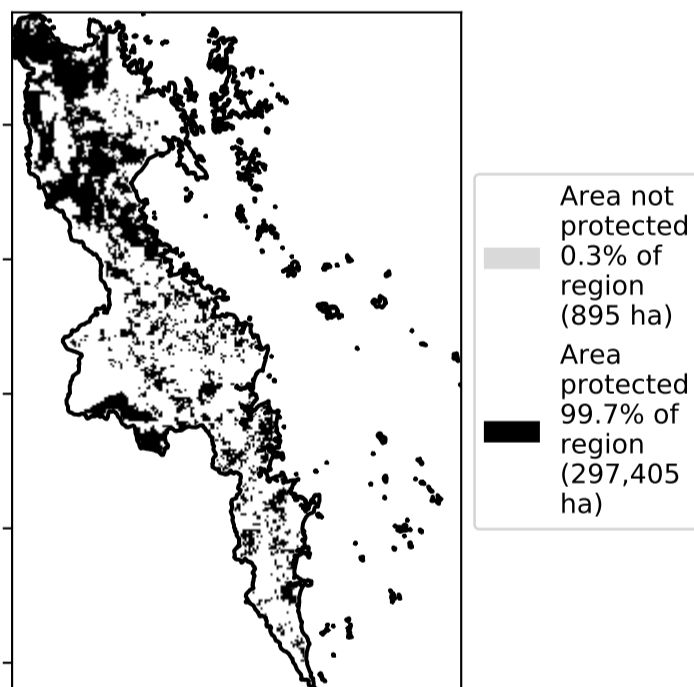 Area not
protected
0.3% of
region
(895 ha)
Area
protected
99.7% of
region
(297,405
ha)